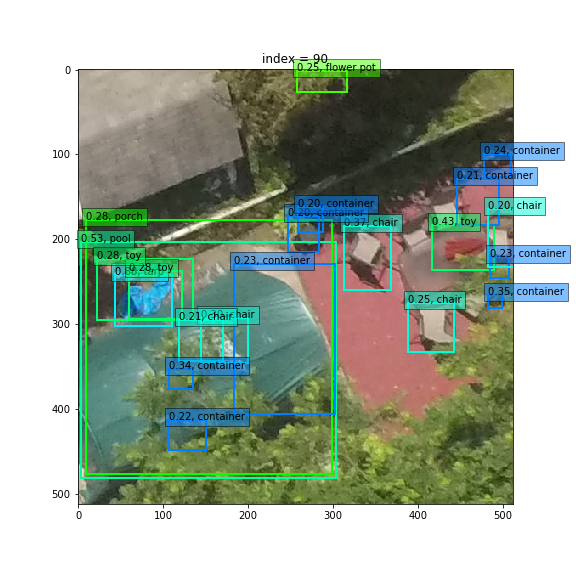 index = 90
0.25, flower pot
0.24, container
0.21, container
0.20, container
0.20, chair
0.28, porch
0.37, chair
0.43, toy
0.53, pool
0.28, toy
0.28, toy
0.23, container
0.23, container
0.35, container
0.25, chair
0.21, chair
chair
0.34, container
0.22, container
0
100
200
300
400
500
0
100
200
300
400
500